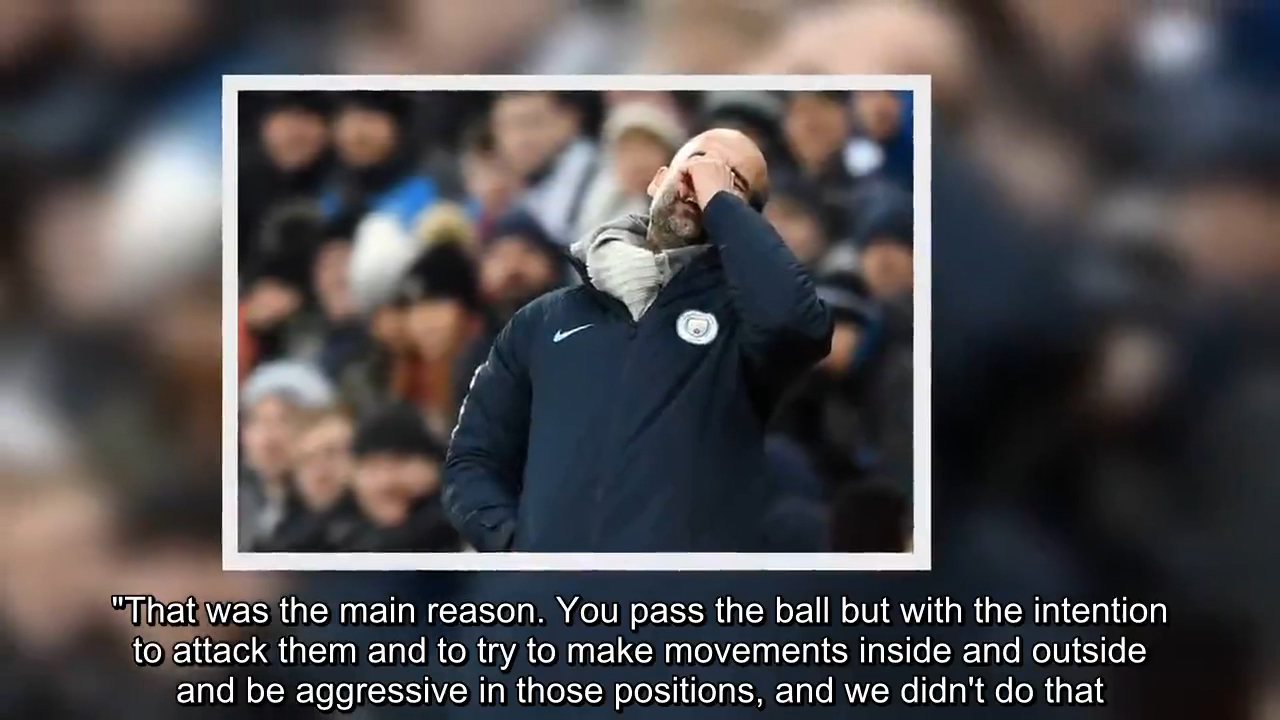 "That was the main reason. You pass the ball but with the intention
to attack them and to try to make movements inside and outside
and be aggressive in those positions, and we didn't do that